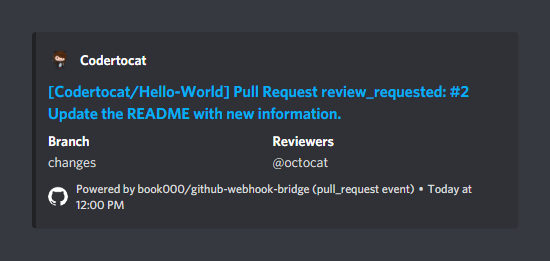 Codertocat
[Codertocat/Hello-World] Pull Request review_requested: #2
Update the README with new information.
Branch
Reviewers
changes
@octocat
Powered by book000/github-webhook-bridge (pull_request event) • Today at
12:00 PM